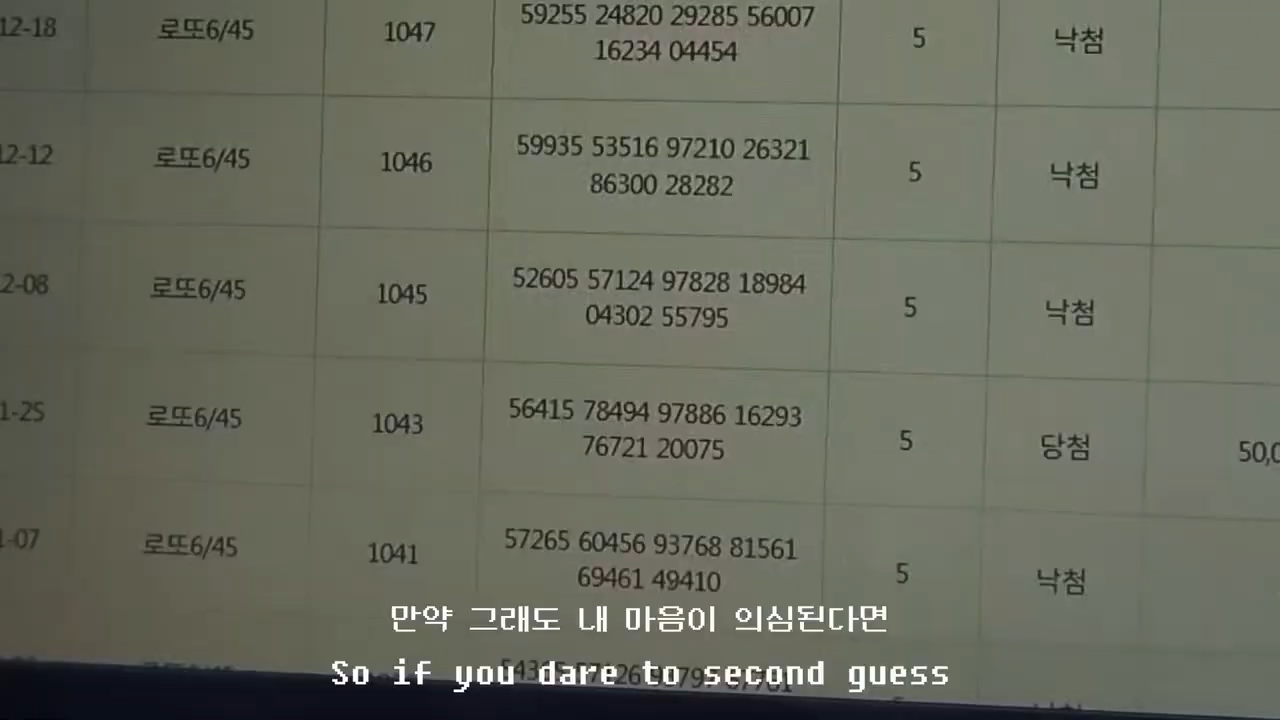 12-18 로또6/45 1047 59255 24820 29285 56007 5 낙첨
16234 04454
12-12 로또6/45 1046 59935 53516 97210 26321 5 낙첨
86300 28282
2-08 로또6/45 1045 52605 57124 97828 18984 5 낙첨
04302 55795
1-25 로또6/45 1043 56415 78494 97886 16293 5 당첨 50,0
76721 20075
1-07 로또6/45 1041 57265 60456 93768 81561 5 낙첨
69461 49410
만약 그래도 내 마음이 의심된다면
So if you dare to second guess